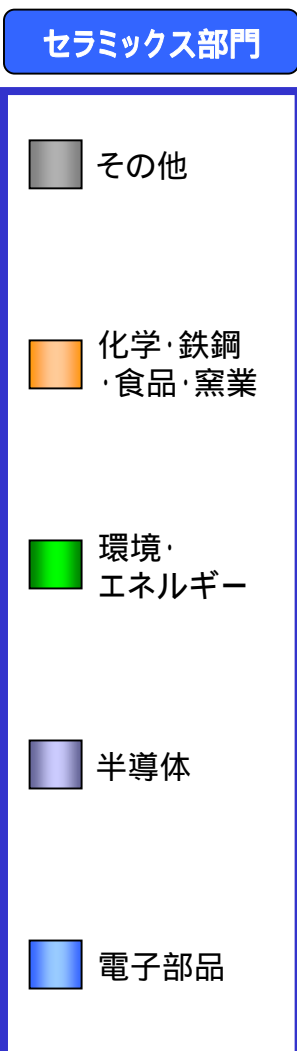 セラミックス部門
その他
化学・鉄鋼
・食品・窯業
環境・
エネルギー
半導体
電子部品